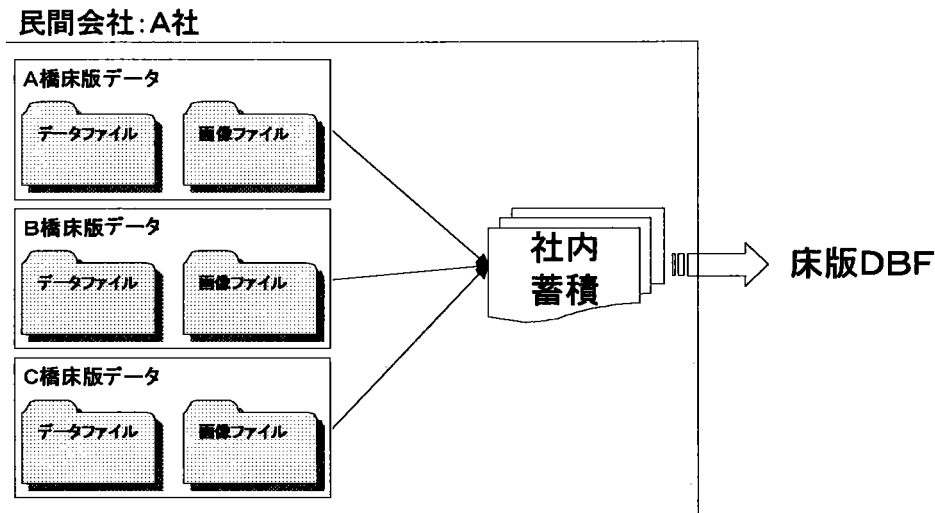 民間会社:A社
A橋床版データ
データファイル 画像ファイル
B橋床版データ
データファイル 画像ファイル
C橋床版データ
データファイル 画像ファイル
社内
蓄積
床版DBF